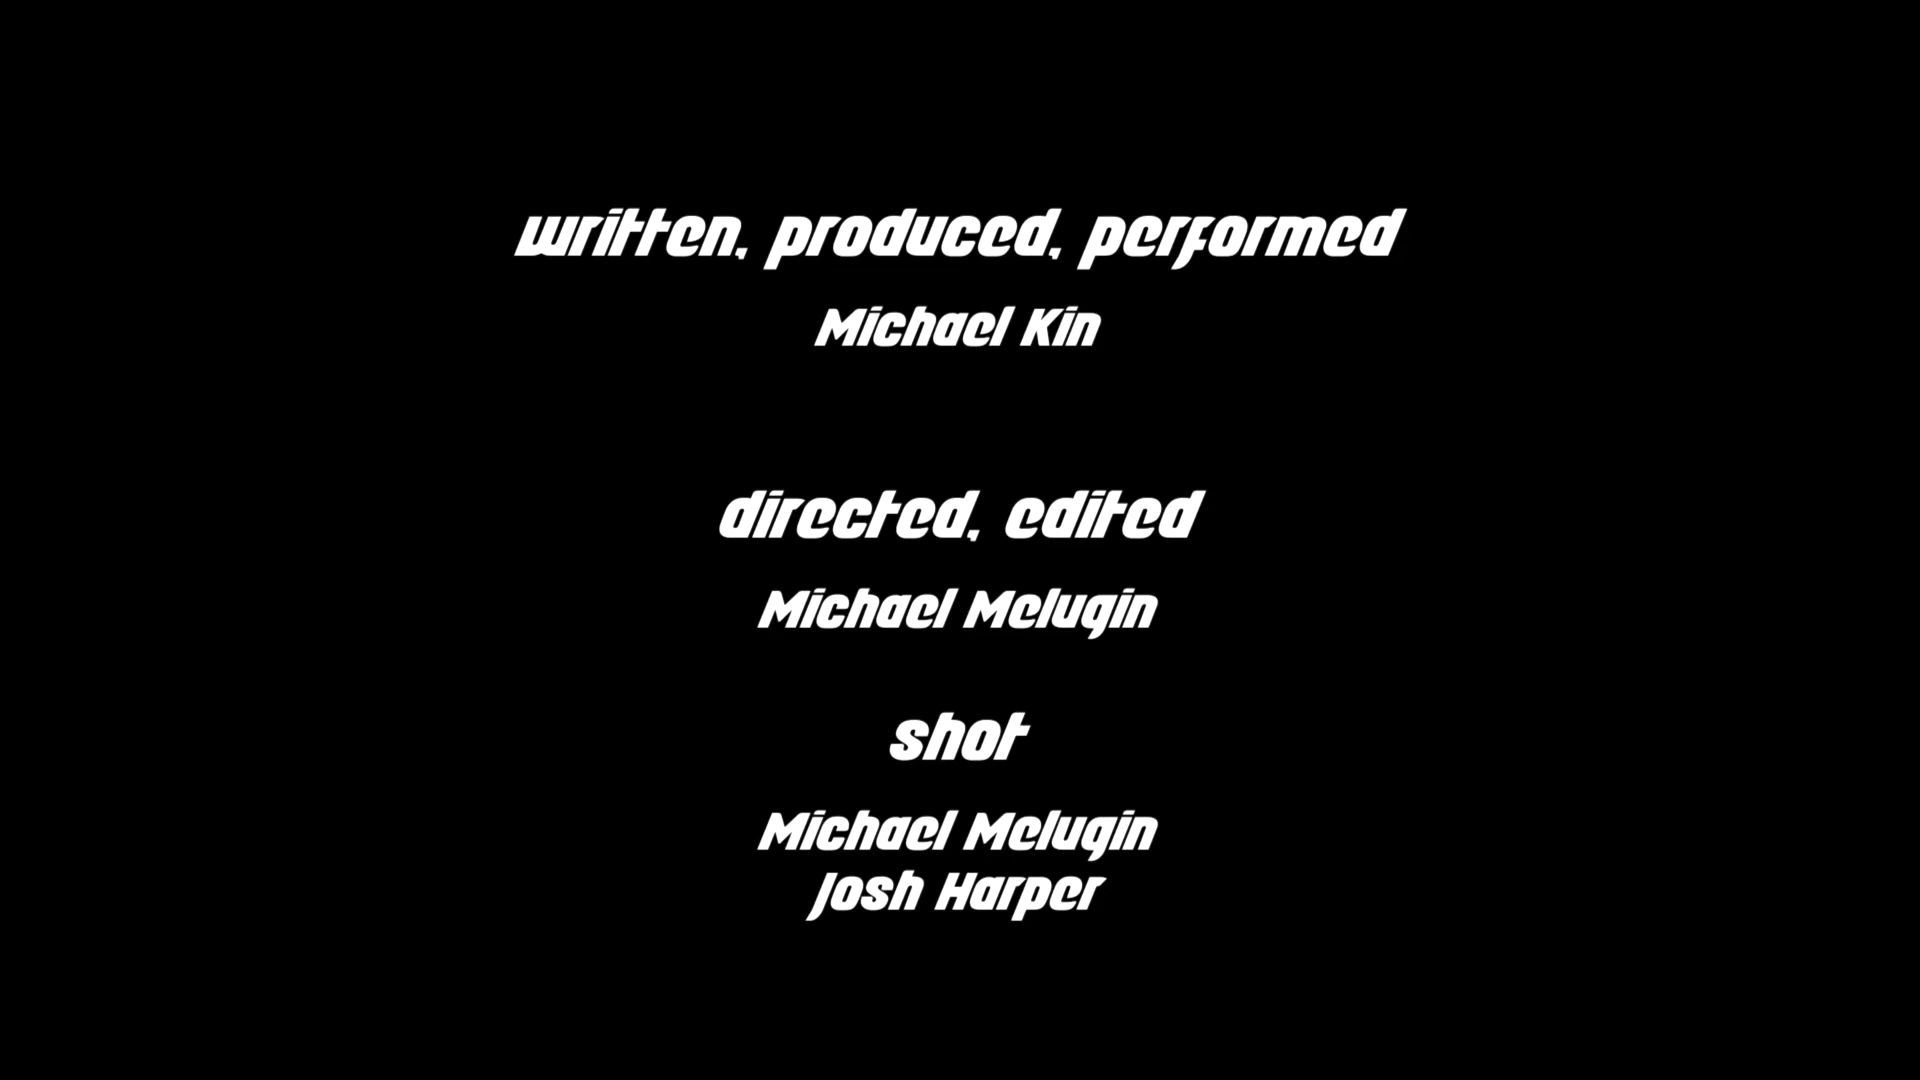 written, produced, performed
Michael Kin
directed, edited
Michael Melugin
shot
Michael Melugin
Josh Harper